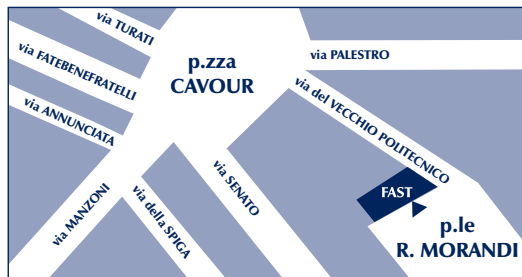 via TURATI
via FATEBENEFRATELLI
via ANNUNCIATA
p.zza
CAVOUR
via PALESTRO
via del VECCHIO POLITECNICO
via MANZONI
via della SPIGA
via SENATO
FAST
p.le
R. MORANDI